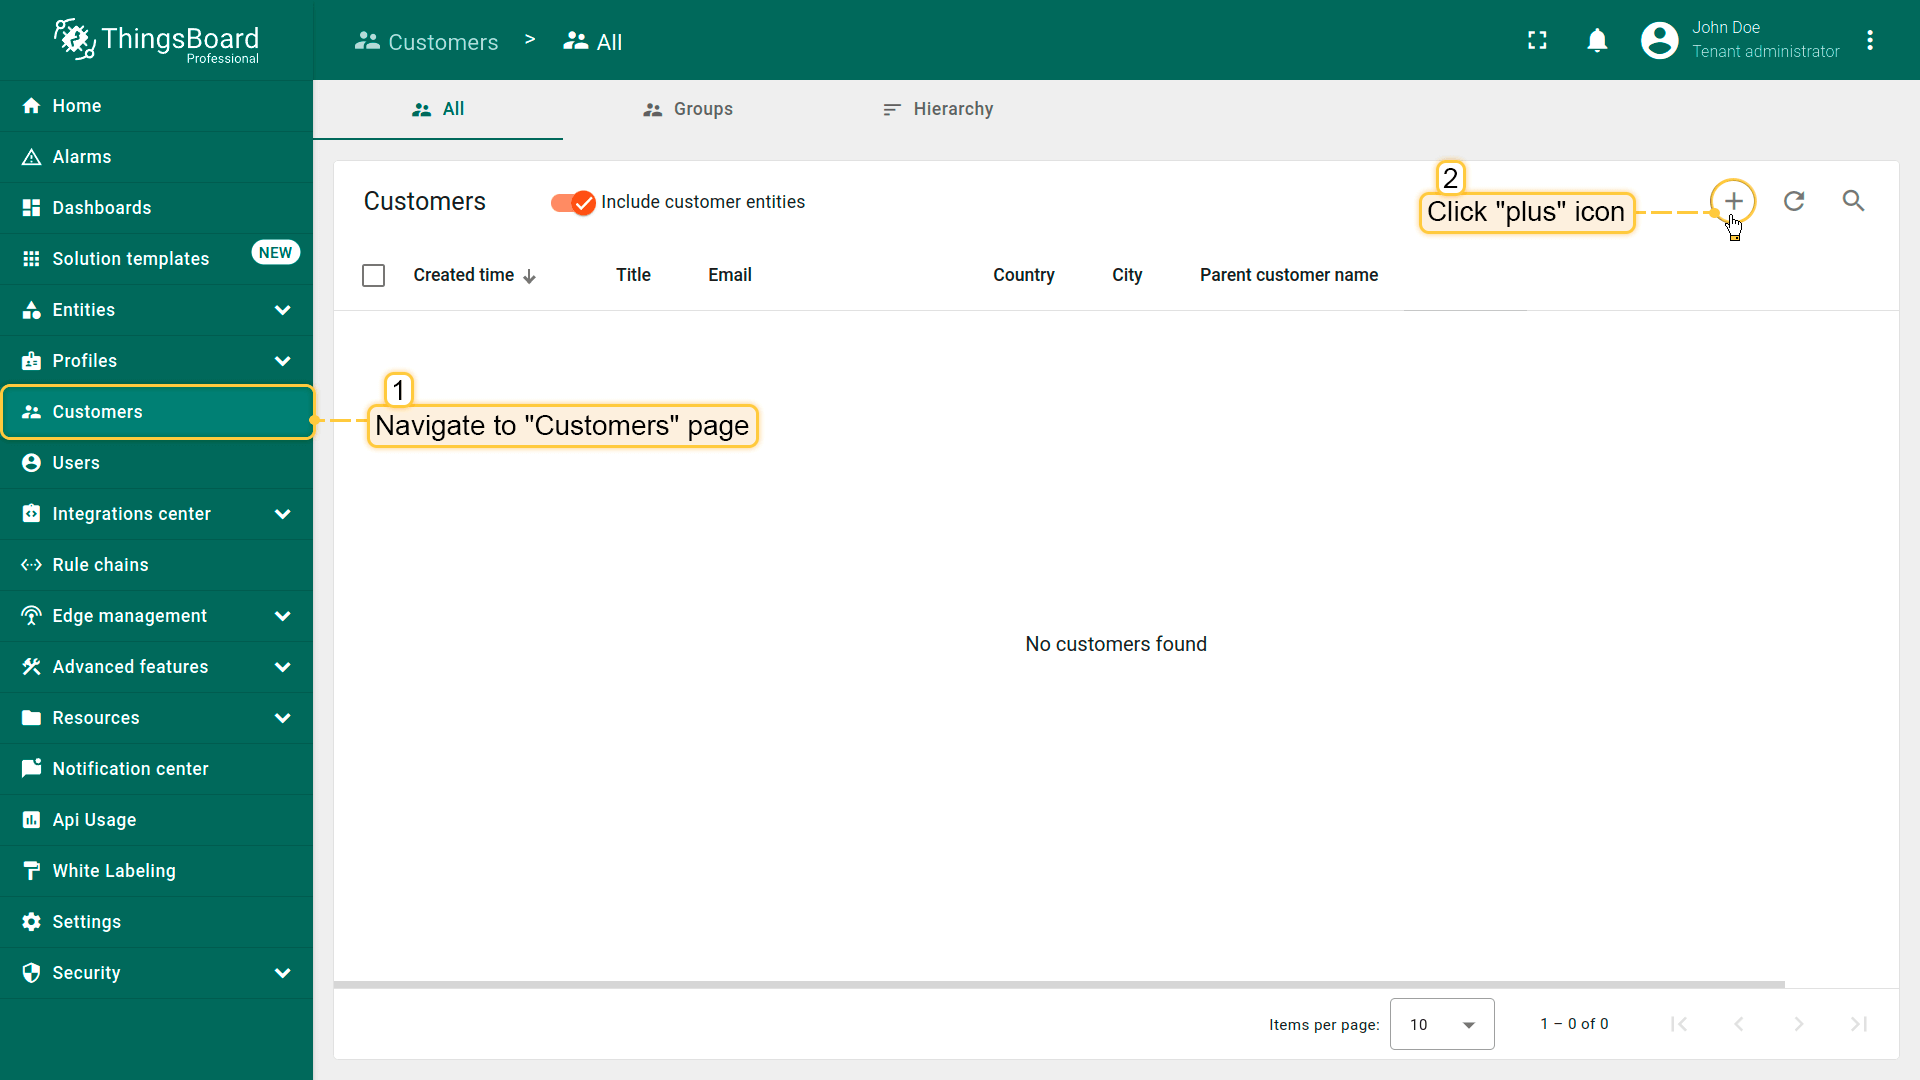 ThingsBoard
Professional
Customers > All
John Doe
Tenant administrator
Home
Alarms
Dashboards
Solution templates NEW
Entities
Profiles
Customers
Users
Integrations center
Rule chains
Edge management
Advanced features
Resources
Notification center
Api Usage
White Labeling
Settings
Security
All Groups Hierarchy
Customers Include customer entities
2
Click "plus" icon
Created time Title Email Country City Parent customer name
1
Navigate to "Customers" page
No customers found
Items per page: 10 1 – 0 of 0